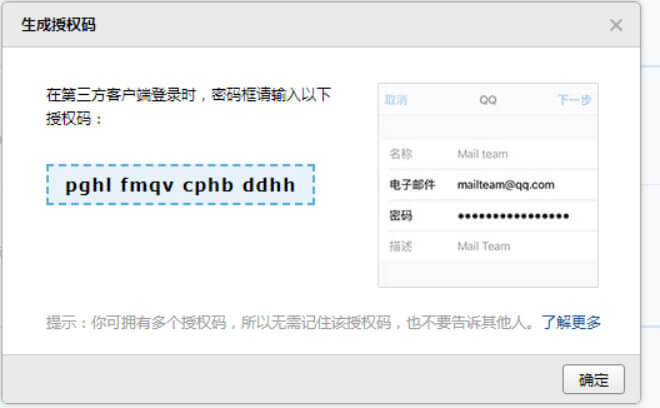 生成授权码
在第三方客户端登录时，密码框请输入以下
授权码：
pghl fmqv cphb ddhh
取消 QQ 下一步
名称 Mail team
电子邮件 mailteam@qq.com
密码 ●●●●●●●●●●●●●●●●
描述 Mail Team
提示：你可拥有多个授权码，所以无需记住该授权码，也不要告诉其他人。了解更多
确定